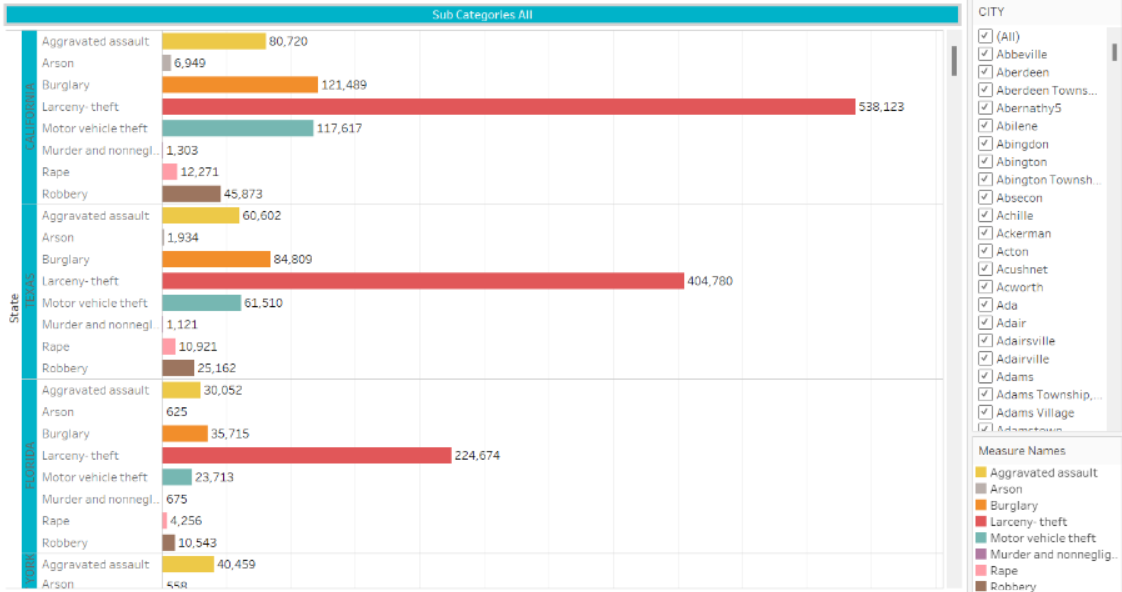 Sub Categories All
State
CALIFORNIA
Aggravated assault 80,720
Arson 6,949
Burglary 121,489
Larceny- theft 538,123
Motor vehicle theft 117,617
Murder and nonnegl.. 1,303
Rape 12,271
Robbery 45,873
TEXAS
Aggravated assault 60,602
Arson 1,934
Burglary 84,809
Larceny- theft 404,780
Motor vehicle theft 61,510
Murder and nonnegl.. 1,121
Rape 10,921
Robbery 25,162
FLORIDA
Aggravated assault 30,052
Arson 625
Burglary 35,715
Larceny- theft 224,674
Motor vehicle theft 23,713
Murder and nonnegl.. 675
Rape 4,256
Robbery 10,543
YORK
Aggravated assault 40,459
Arson 558
CITY
(All)
Abbeville
Aberdeen
Aberdeen Towns...
Abernathy5
Abilene
Abingdon
Abington
Abington Townsh...
Absecon
Achille
Ackerman
Acton
Acushnet
Acworth
Ada
Adair
Adairsville
Adairville
Adams
Adams Township,...
Adams Village
Adamstown
Measure Names
Aggravated assault
Arson
Burglary
Larceny- theft
Motor vehicle theft
Murder and nonneglig..
Rape
Robbery